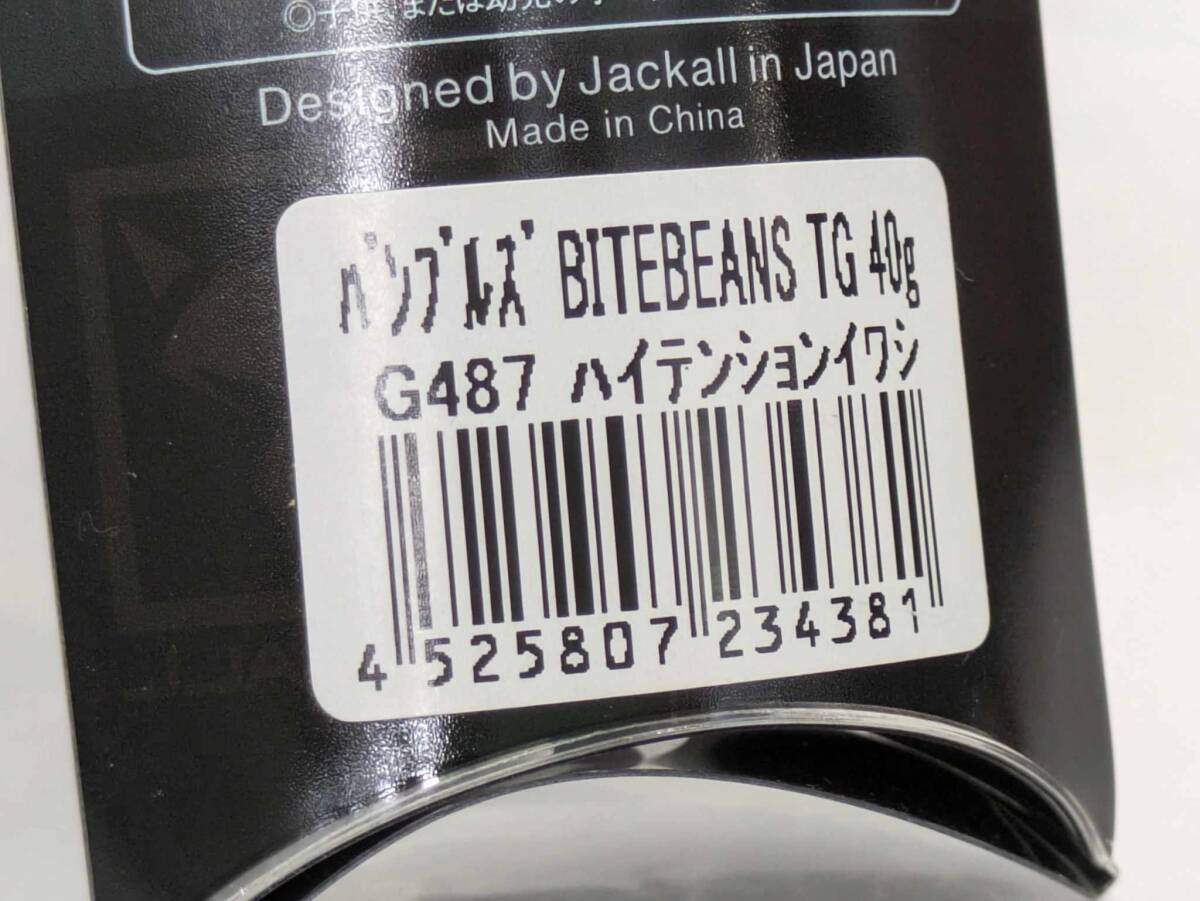 Designed by Jackall in Japan
Made in China
ﾊﾟﾝﾌﾞﾙｽﾞ BITEBEANS TG 40g
G487 ハイテンションイワシ
4 525807 234381